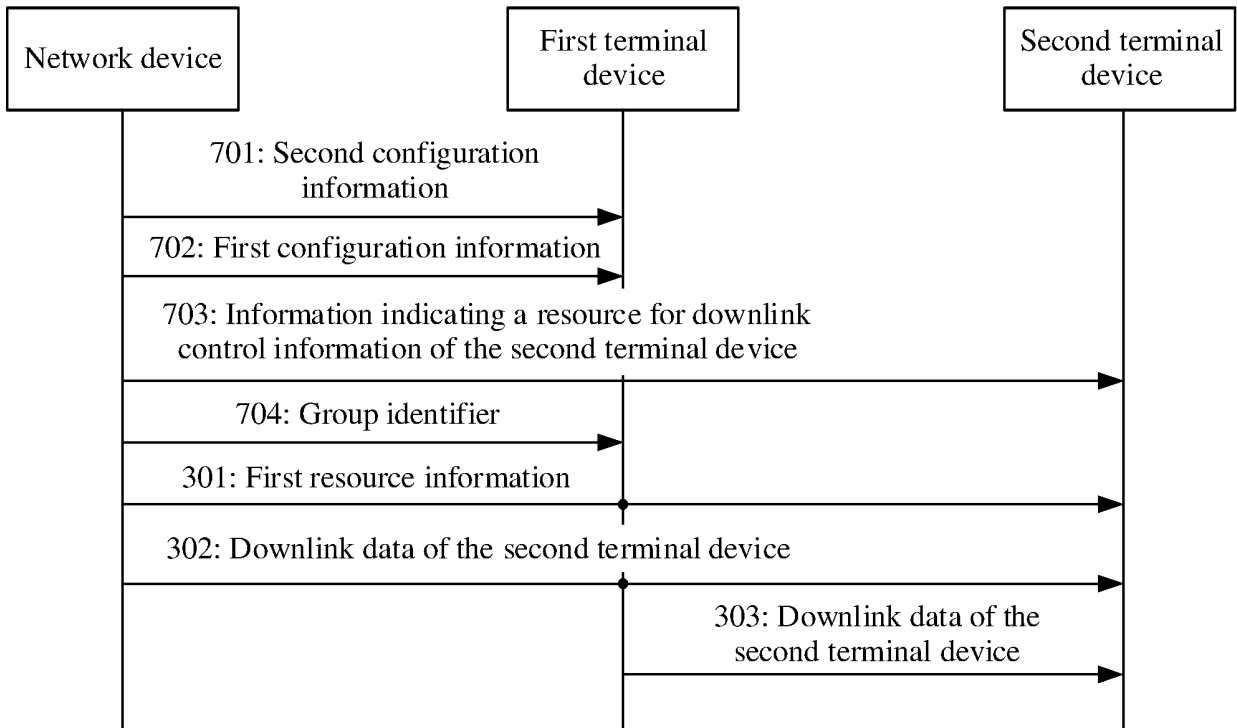 Network device
First terminal
device
Second terminal
device
701: Second configuration
information
702: First configuration information
703: Information indicating a resource for downlink
control information of the second terminal device
704: Group identifier
301: First resource information
302: Downlink data of the second terminal device
303: Downlink data of the
second terminal device